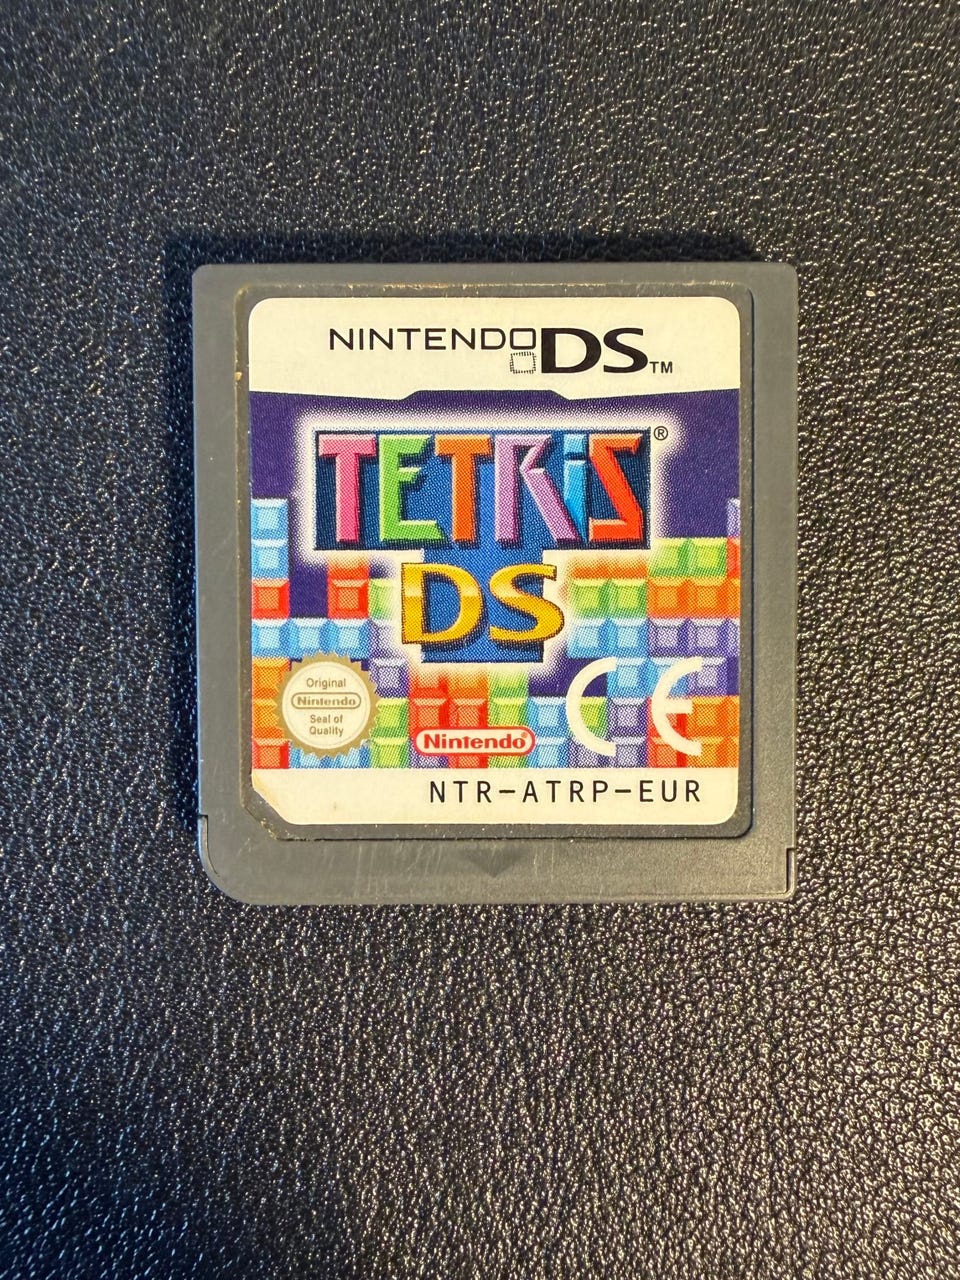 NINTENDO DS™
TETRiS®
DS
Original
Nintendo
Seal of
Quality
Nintendo®
CE
NTR-ATRP-EUR